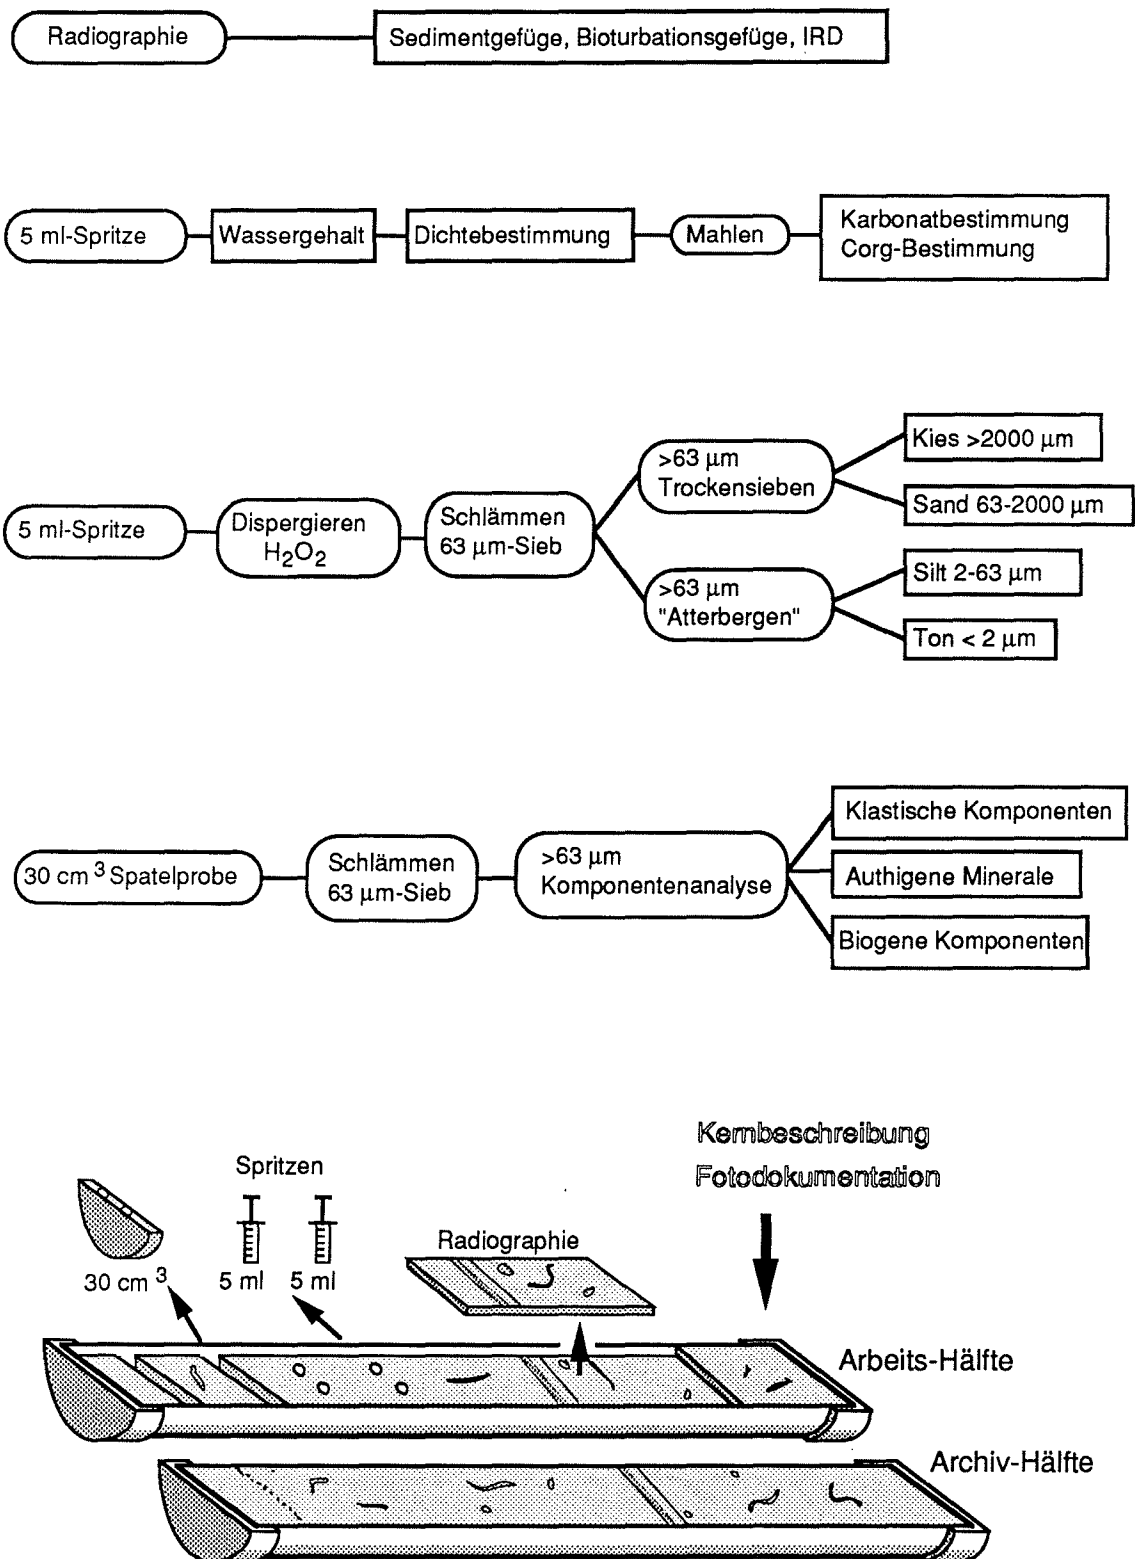 Radiographie
Sedimentgefüge, Bioturbationsgefüge, IRD
5 ml-Spritze
Wassergehalt
Dichtebestimmung
Mahlen
Karbonatbestimmung
Corg-Bestimmung
5 ml-Spritze
Dispergieren
H₂O₂
Schlämmen
63 µm-Sieb
>63 µm
Trockensieben
Kies >2000 µm
Sand 63-2000 µm
>63 µm
"Atterbergen"
Silt 2-63 µm
Ton < 2 µm
30 cm ³ Spatelprobe
Schlämmen
63 µm-Sieb
>63 µm
Komponentenanalyse
Klastische Komponenten
Authigene Minerale
Biogene Komponenten
Kernbeschreibung
Fotodokumentation
Spritzen
30 cm ³
5 ml
5 ml
Radiographie
Arbeits-Hälfte
Archiv-Hälfte